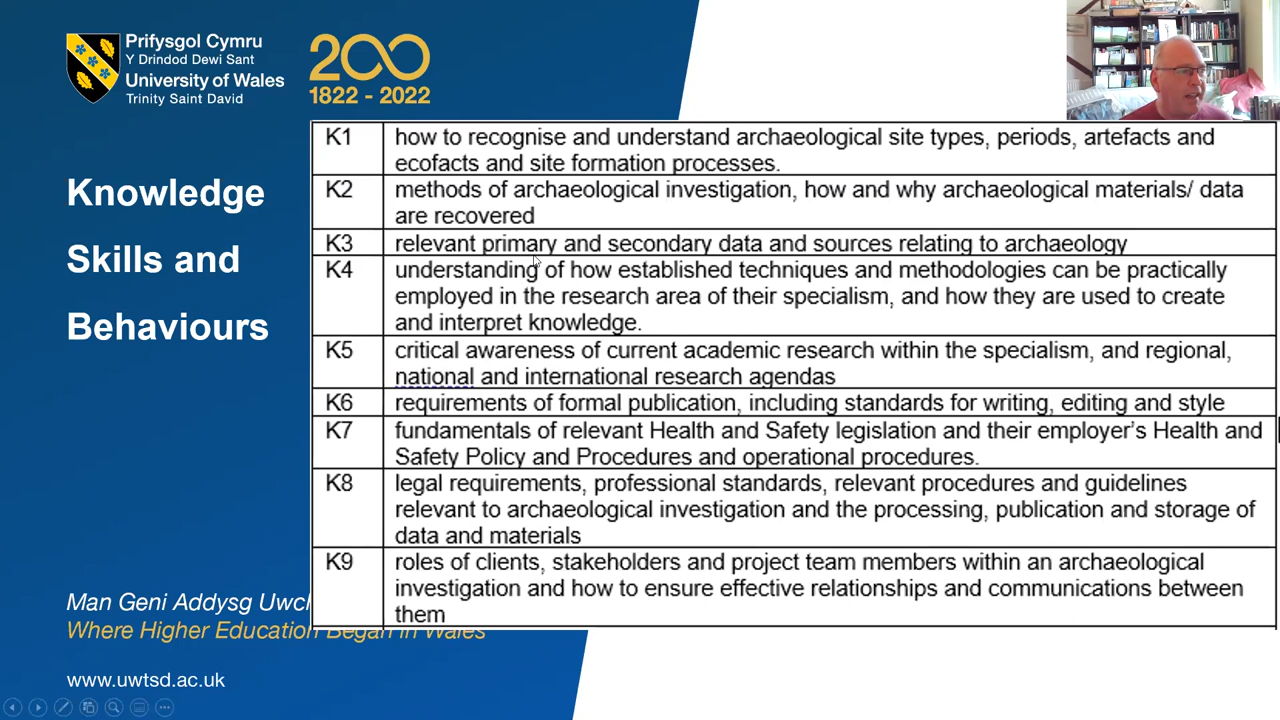 Prifysgol Cymru
Y Drindod Dewi Sant
University of Wales
Trinity Saint David
200
1822 - 2022
Knowledge
Skills and
Behaviours
K1 how to recognise and understand archaeological site types, periods, artefacts and
ecofacts and site formation processes.
K2 methods of archaeological investigation, how and why archaeological materials/ data
are recovered
K3 relevant primary and secondary data and sources relating to archaeology
K4 understanding of how established techniques and methodologies can be practically
employed in the research area of their specialism, and how they are used to create
and interpret knowledge.
K5 critical awareness of current academic research within the specialism, and regional,
national and international research agendas
K6 requirements of formal publication, including standards for writing, editing and style
K7 fundamentals of relevant Health and Safety legislation and their employer's Health and
Safety Policy and Procedures and operational procedures.
K8 legal requirements, professional standards, relevant procedures and guidelines
relevant to archaeological investigation and the processing, publication and storage of
data and materials
K9 roles of clients, stakeholders and project team members within an archaeological
investigation and how to ensure effective relationships and communications between
them
Man Geni Addysg
Where Higher Education Began in Wales
www.uwtsd.ac.uk